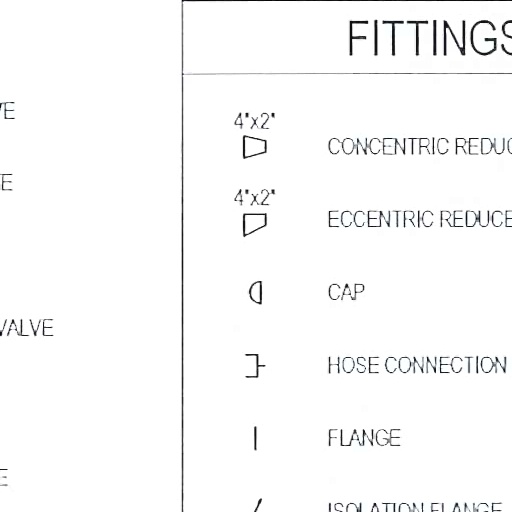 FITTINGS
VE
4"x2"
CONCENTRIC REDUC
E
4"x2"
ECCENTRIC REDUCE
CAP
VALVE
HOSE CONNECTION
FLANGE
E
ISOLATION FLANGE